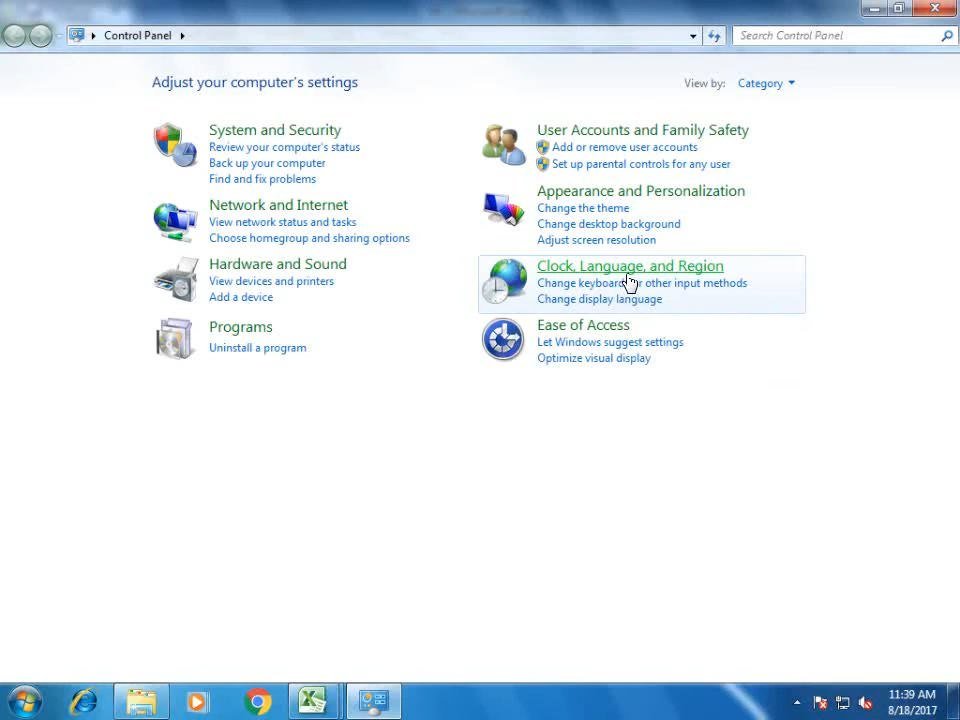 Control Panel
Search Control Panel
Adjust your computer's settings
View by: Category
System and Security
Review your computer's status
Back up your computer
Find and fix problems
Network and Internet
View network status and tasks
Choose homegroup and sharing options
Hardware and Sound
View devices and printers
Add a device
Programs
Uninstall a program
User Accounts and Family Safety
Add or remove user accounts
Set up parental controls for any user
Appearance and Personalization
Change the theme
Change desktop background
Adjust screen resolution
Clock, Language, and Region
Change keyboards or other input methods
Change display language
Ease of Access
Let Windows suggest settings
Optimize visual display
11:39 AM
8/18/2017